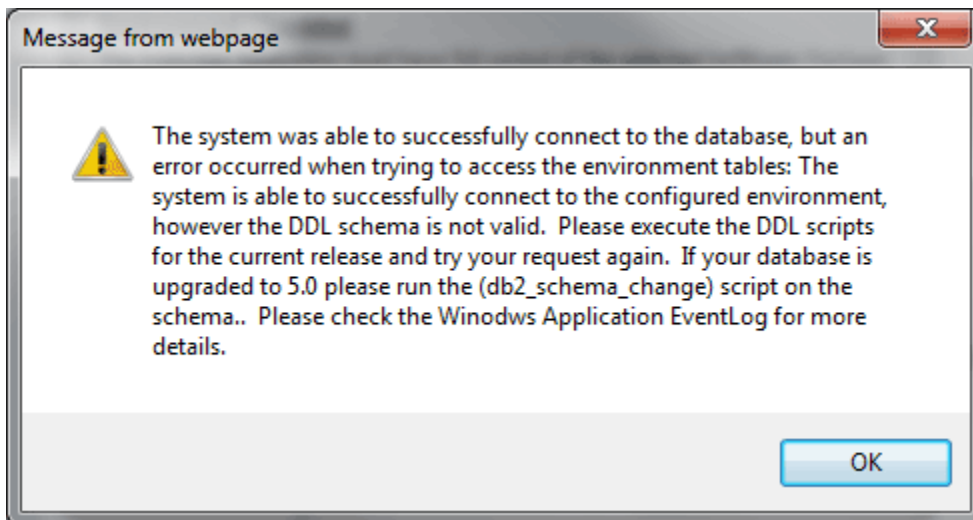 Message from webpage
The system was able to successfully connect to the database, but an
error occurred when trying to access the environment tables: The
system is able to successfully connect to the configured environment,
however the DDL schema is not valid.  Please execute the DDL scripts
for the current release and try your request again.  If your database is
upgraded to 5.0 please run the (db2_schema_change) script on the
schema..  Please check the Winodws Application EventLog for more
details.
OK